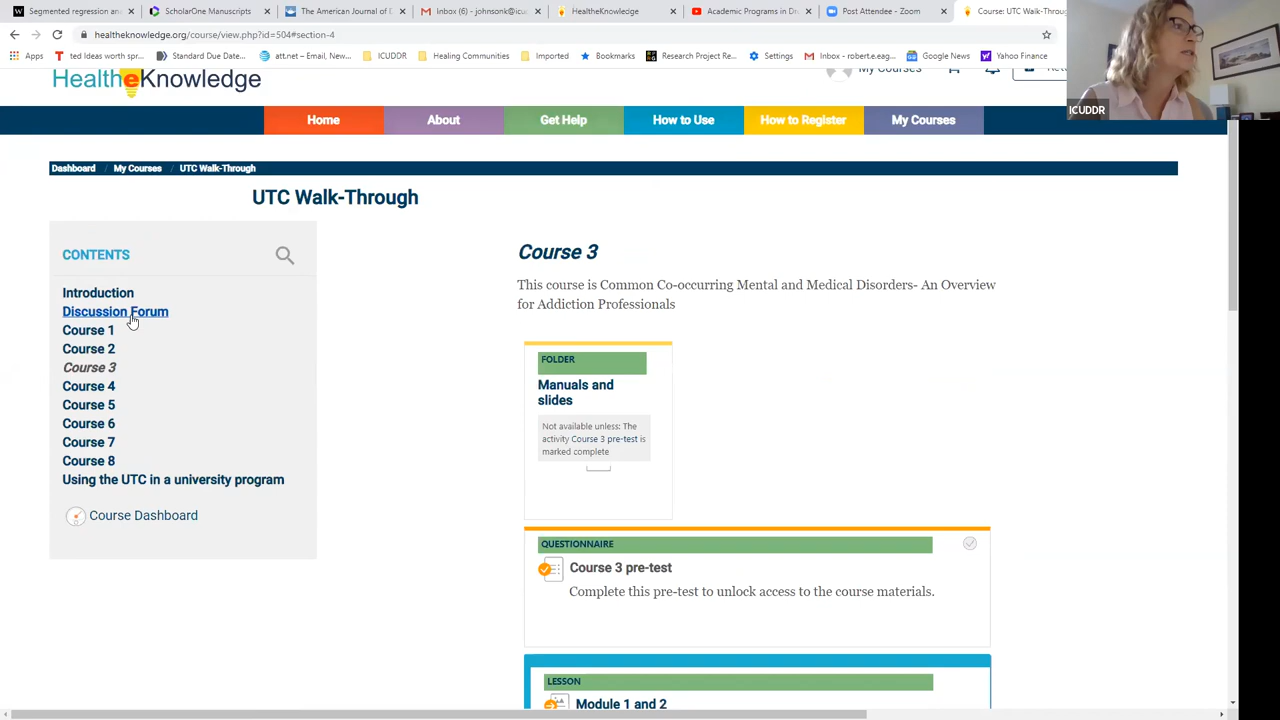 Segmented regression an
ScholarOne Manuscripts
The American Journal of
Inbox (6) - johnsonk@icu
HealtheKnowledge
Academic Programs in D
Post Attendee - Zoom
Course: UTC Walk-Throu
healtheknowledge.org/course/view.php?id=504#section-4
Apps
ted Ideas worth spr...
Standard Due Date...
att.net – Email, New...
ICUDDR
Healing Communities
Imported
Bookmarks
Research Project Re...
Settings
Inbox - robert.e.eag...
Google News
Yahoo Finance
HealtheKnowledge
My Courses
ICUDDR
Home
About
Get Help
How to Use
How to Register
My Courses
Dashboard / My Courses / UTC Walk-Through
UTC Walk-Through
CONTENTS
Introduction
Discussion Forum
Course 1
Course 2
Course 3
Course 4
Course 5
Course 6
Course 7
Course 8
Using the UTC in a university program
Course Dashboard
Course 3
This course is Common Co-occurring Mental and Medical Disorders- An Overview
for Addiction Professionals
FOLDER
Manuals and
slides
Not available unless: The
activity Course 3 pre-test is
marked complete
QUESTIONNAIRE
Course 3 pre-test
Complete this pre-test to unlock access to the course materials.
LESSON
Module 1 and 2